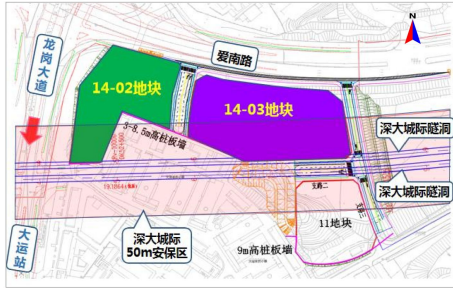 N
龙岗大道
爱南路
14-02地块
14-03地块
3-8.5m高桩板墙
深大城际隧洞
深大城际隧洞
支路二
11地块
深大城际
50m安保区
9m高桩板墙
大运站